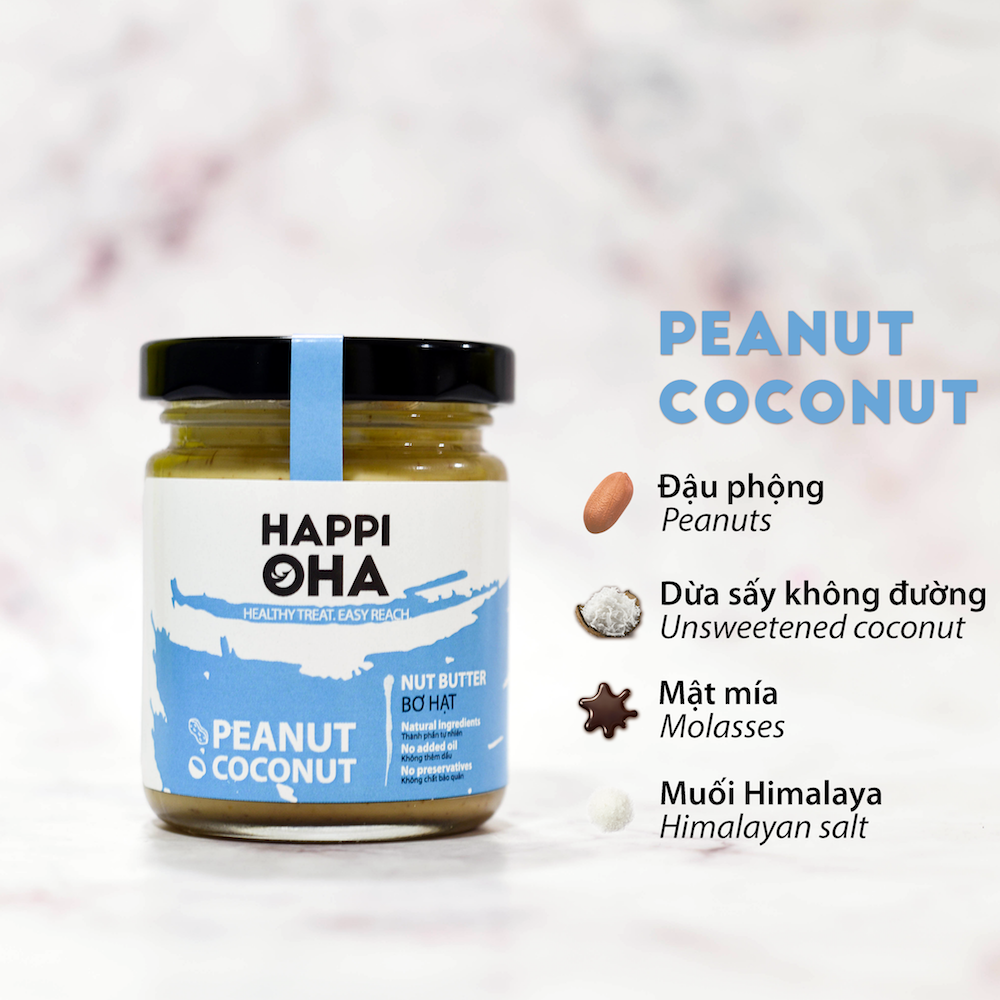 HAPPI
OHA
HEALTHY TREAT. EASY REACH
NUT BUTTER
BƠ HẠT
Natural ingredients
Thành phần tự nhiên
No added oil
Không thêm dầu
No preservatives
Không chất bảo quản
PEANUT
COCONUT
PEANUT
COCONUT
Đậu phộng
Peanuts
Dừa sấy không đường
Unsweetened coconut
Mật mía
Molasses
Muối Himalaya
Himalayan salt